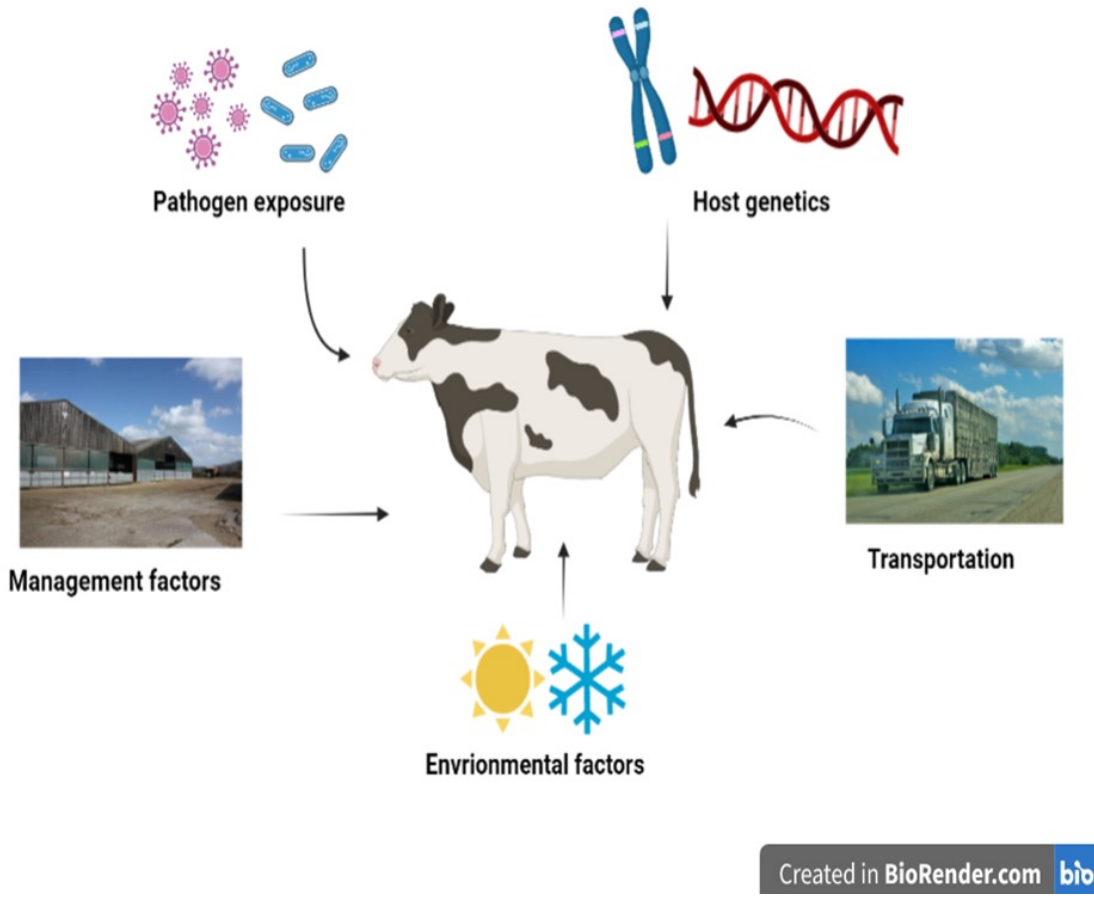 Pathogen exposure
Host genetics
Management factors
Transportation
Envrionmental factors
Created in BioRender.com bio